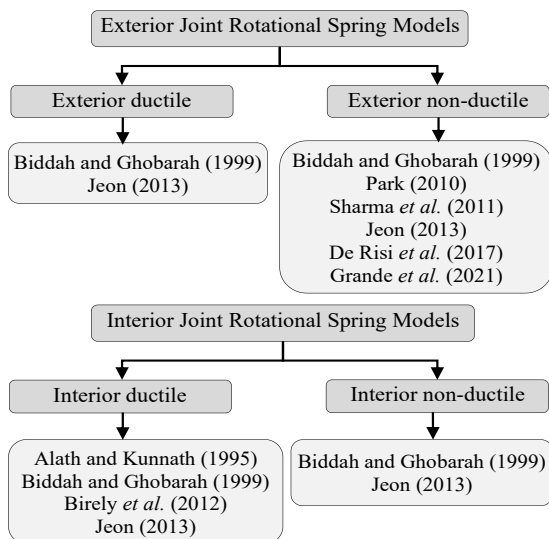 Exterior Joint Rotational Spring Models
Exterior ductile
Exterior non-ductile
Biddah and Ghobarah (1999)
Jeon (2013)
Biddah and Ghobarah (1999)
Park (2010)
Sharma et al. (2011)
Jeon (2013)
De Risi et al. (2017)
Grande et al. (2021)
Interior Joint Rotational Spring Models
Interior ductile
Interior non-ductile
Alath and Kunnath (1995)
Biddah and Ghobarah (1999)
Birely et al. (2012)
Jeon (2013)
Biddah and Ghobarah (1999)
Jeon (2013)